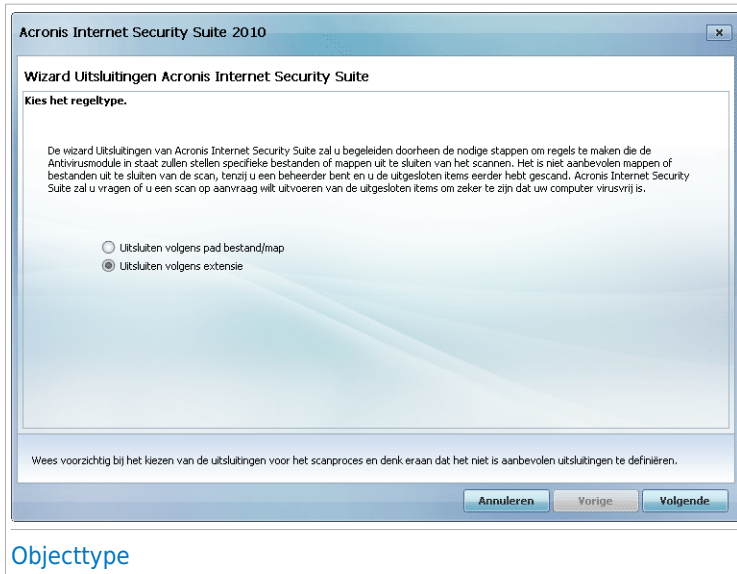 Acronis Internet Security Suite 2010
Wizard Uitsluitingen Acronis Internet Security Suite
Kies het regeltype.
De wizard Uitsluitingen van Acronis Internet Security Suite zal u begeleiden doorheen de nodige stappen om regels te maken die de
Antivirusmodule in staat zullen stellen specifieke bestanden of mappen uit te sluiten van het scannen. Het is niet aanbevolen mappen of
bestanden uit te sluiten van de scan, tenzij u een beheerder bent en u de uitgesloten items eerder hebt gescand. Acronis Internet Security
Suite zal u vragen of u een scan op aanvraag wilt uitvoeren van de uitgesloten items om zeker te zijn dat uw computer virusvrij is.
Uitsluiten volgens pad bestand/map
Uitsluiten volgens extensie
Wees voorzichtig bij het kiezen van de uitsluitingen voor het scanproces en denk eraan dat het niet is aanbevolen uitsluitingen te definiëren.
Annuleren Vorige Volgende
Objecttype